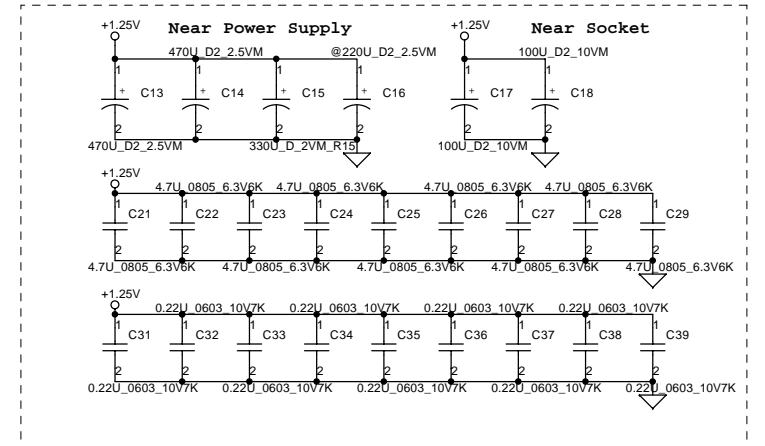 +1.25V Near Power Supply +1.25V Near Socket
470U_D2_2.5VM @220U_D2_2.5VM 100U_D2_10VM
1 1 1 1 1 1
+ C13 + C14 + C15 + C16 + C17 + C18
2 2 2 2 2 2
470U_D2_2.5VM 330U_D_2VM_R15 100U_D2_10VM
+1.25V
4.7U_0805_6.3V6K 4.7U_0805_6.3V6K 4.7U_0805_6.3V6K 4.7U_0805_6.3V6K
1 1 1 1 1 1 1 1 1
C21 C22 C23 C24 C25 C26 C27 C28 C29
2 2 2 2 2 2 2 2 2
4.7U_0805_6.3V6K 4.7U_0805_6.3V6K 4.7U_0805_6.3V6K 4.7U_0805_6.3V6K 4.7U_0805_6.3V6K
+1.25V
0.22U_0603_10V7K 0.22U_0603_10V7K 0.22U_0603_10V7K 0.22U_0603_10V7K
1 1 1 1 1 1 1 1 1
C31 C32 C33 C34 C35 C36 C37 C38 C39
2 2 2 2 2 2 2 2 2
0.22U_0603_10V7K 0.22U_0603_10V7K 0.22U_0603_10V7K 0.22U_0603_10V7K 0.22U_0603_10V7K